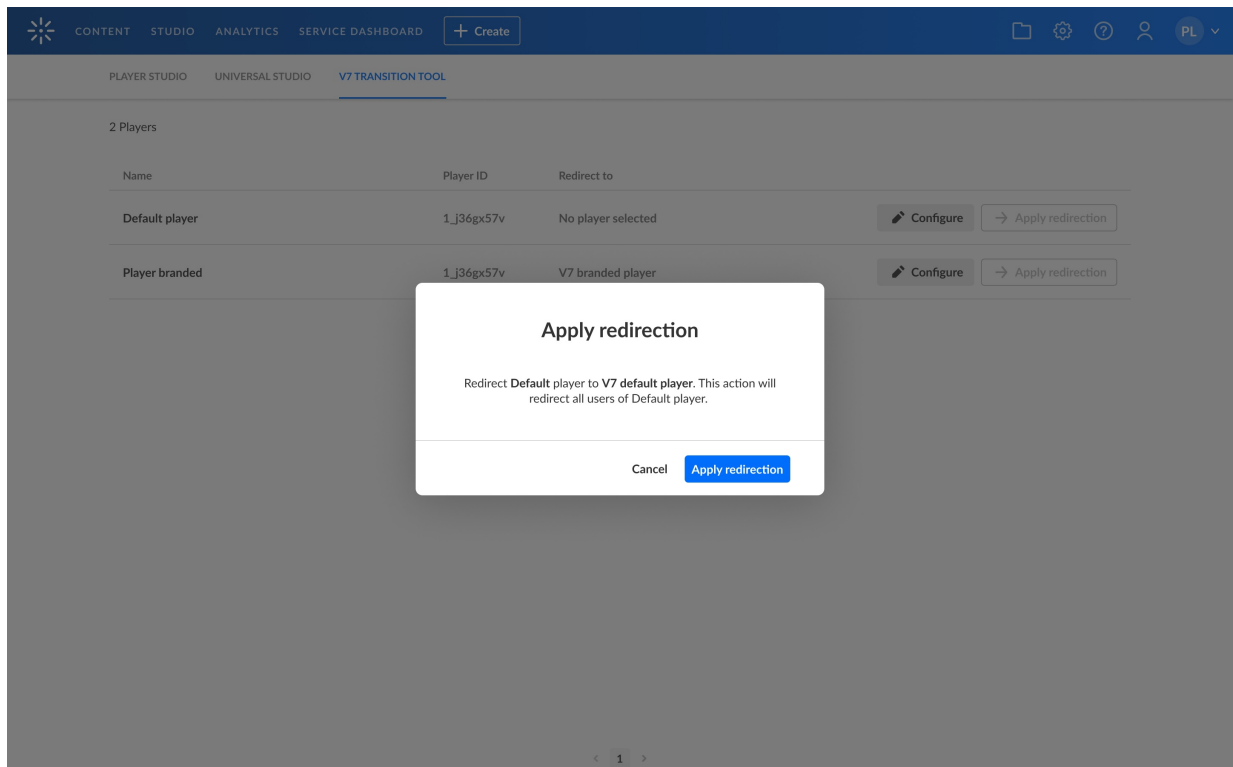 CONTENT STUDIO ANALYTICS SERVICE DASHBOARD + Create PL
PLAYER STUDIO UNIVERSAL STUDIO V7 TRANSITION TOOL
2 Players
Name Player ID Redirect to
Default player 1_j36gx57v No player selected Configure → Apply redirection
Player branded 1_j36gx57v V7 branded player Configure → Apply redirection
Apply redirection
Redirect Default player to V7 default player. This action will
redirect all users of Default player.
Cancel Apply redirection
< 1 >